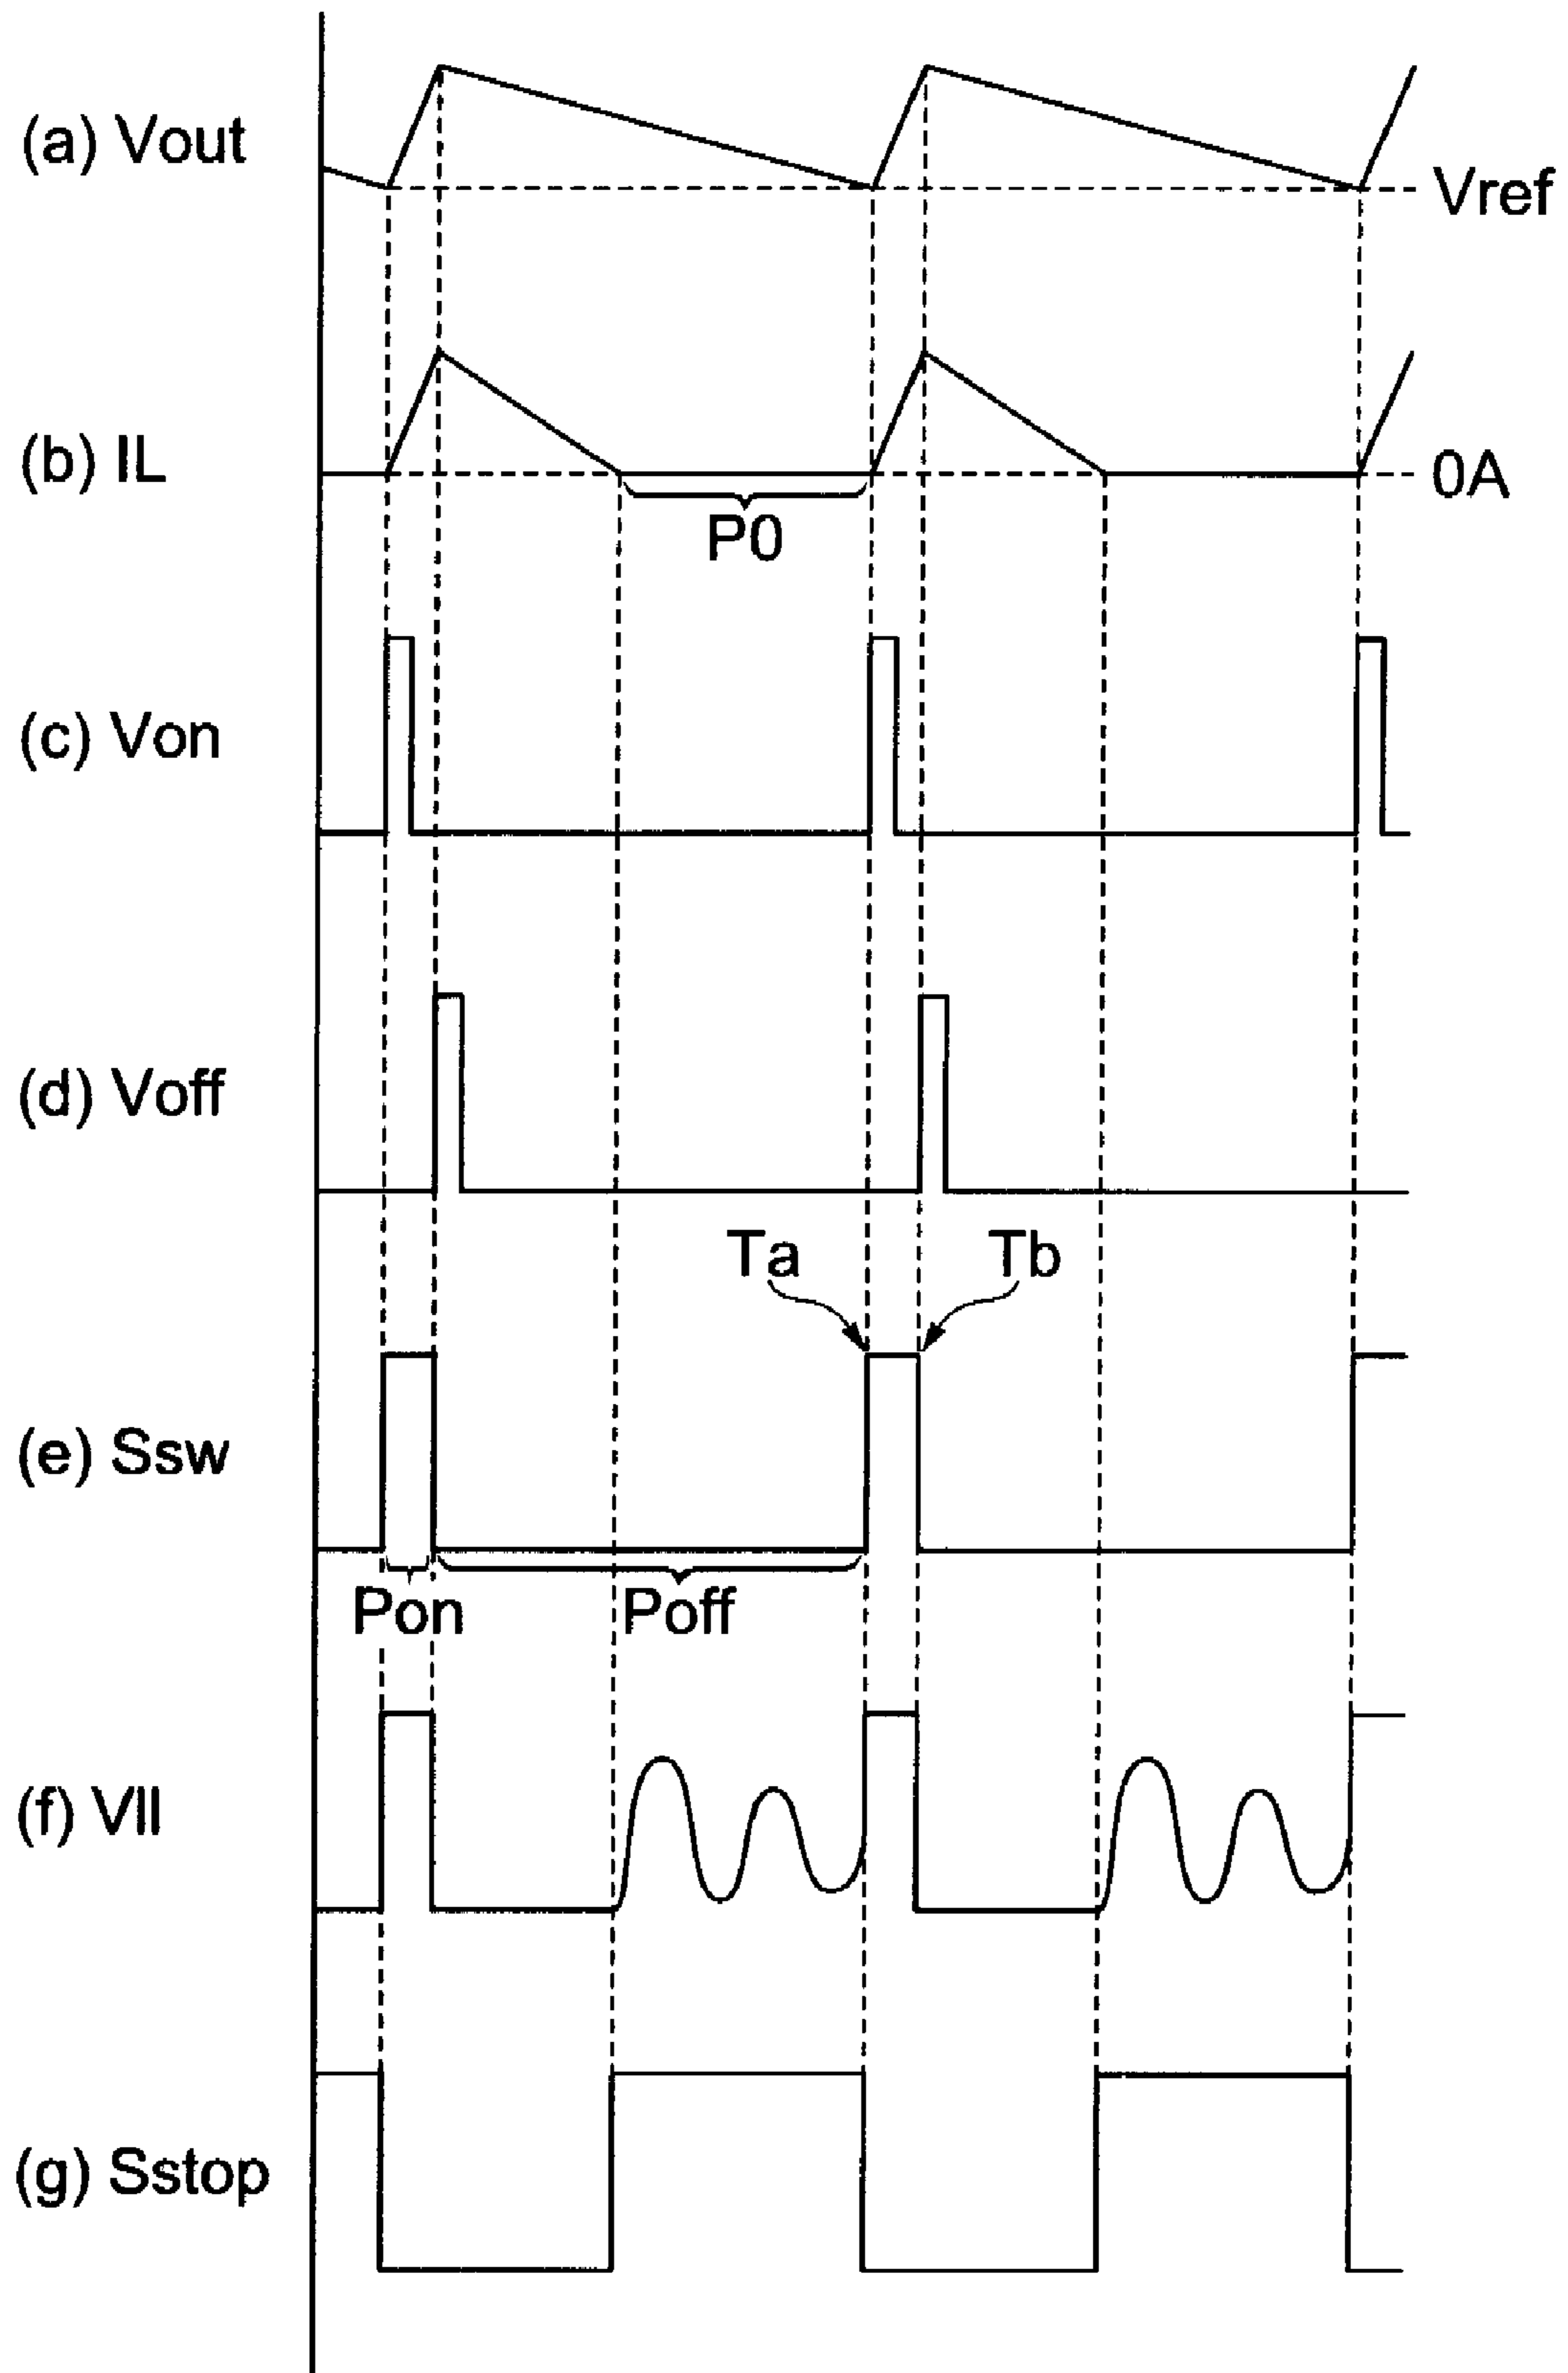 (a) Vout
Vref
(b) IL
0A
P0
(c) Von
(d) Voff
Ta
Tb
(e) Ssw
Pon
Poff
(f) Vll
(g) Sstop